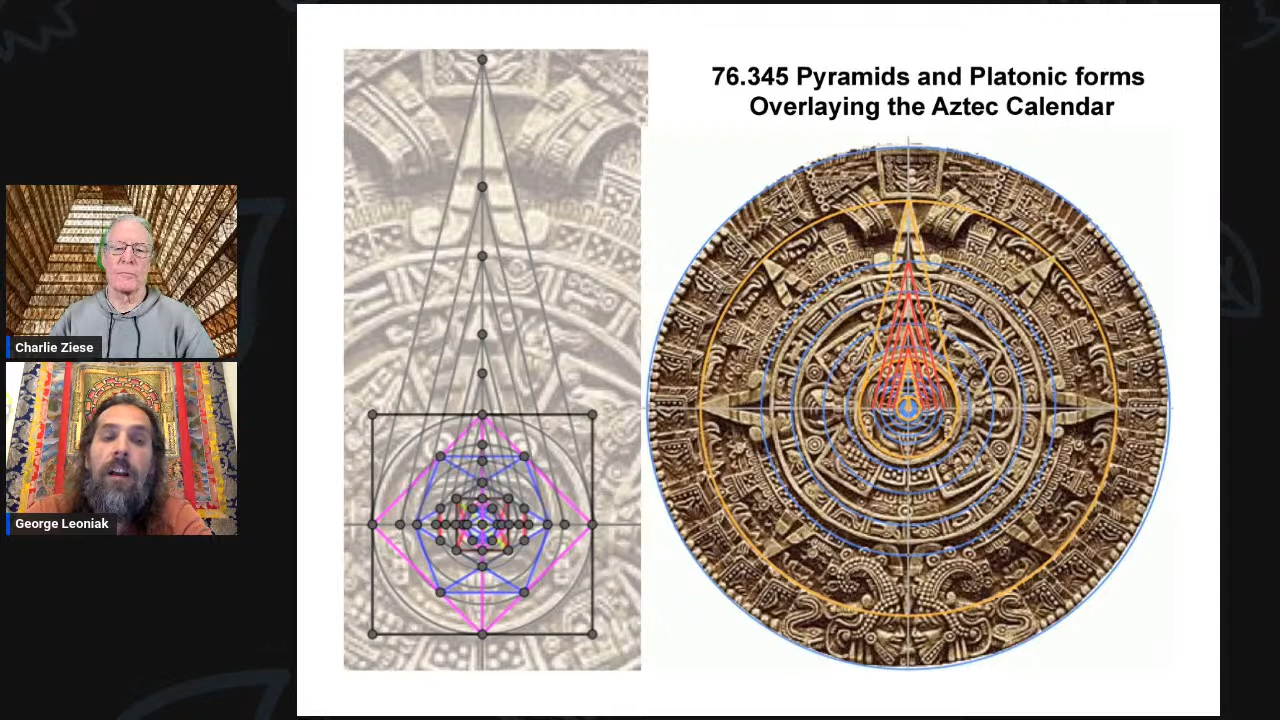 76.345 Pyramids and Platonic forms
Overlaying the Aztec Calendar
Charlie Ziese
George Leoniak